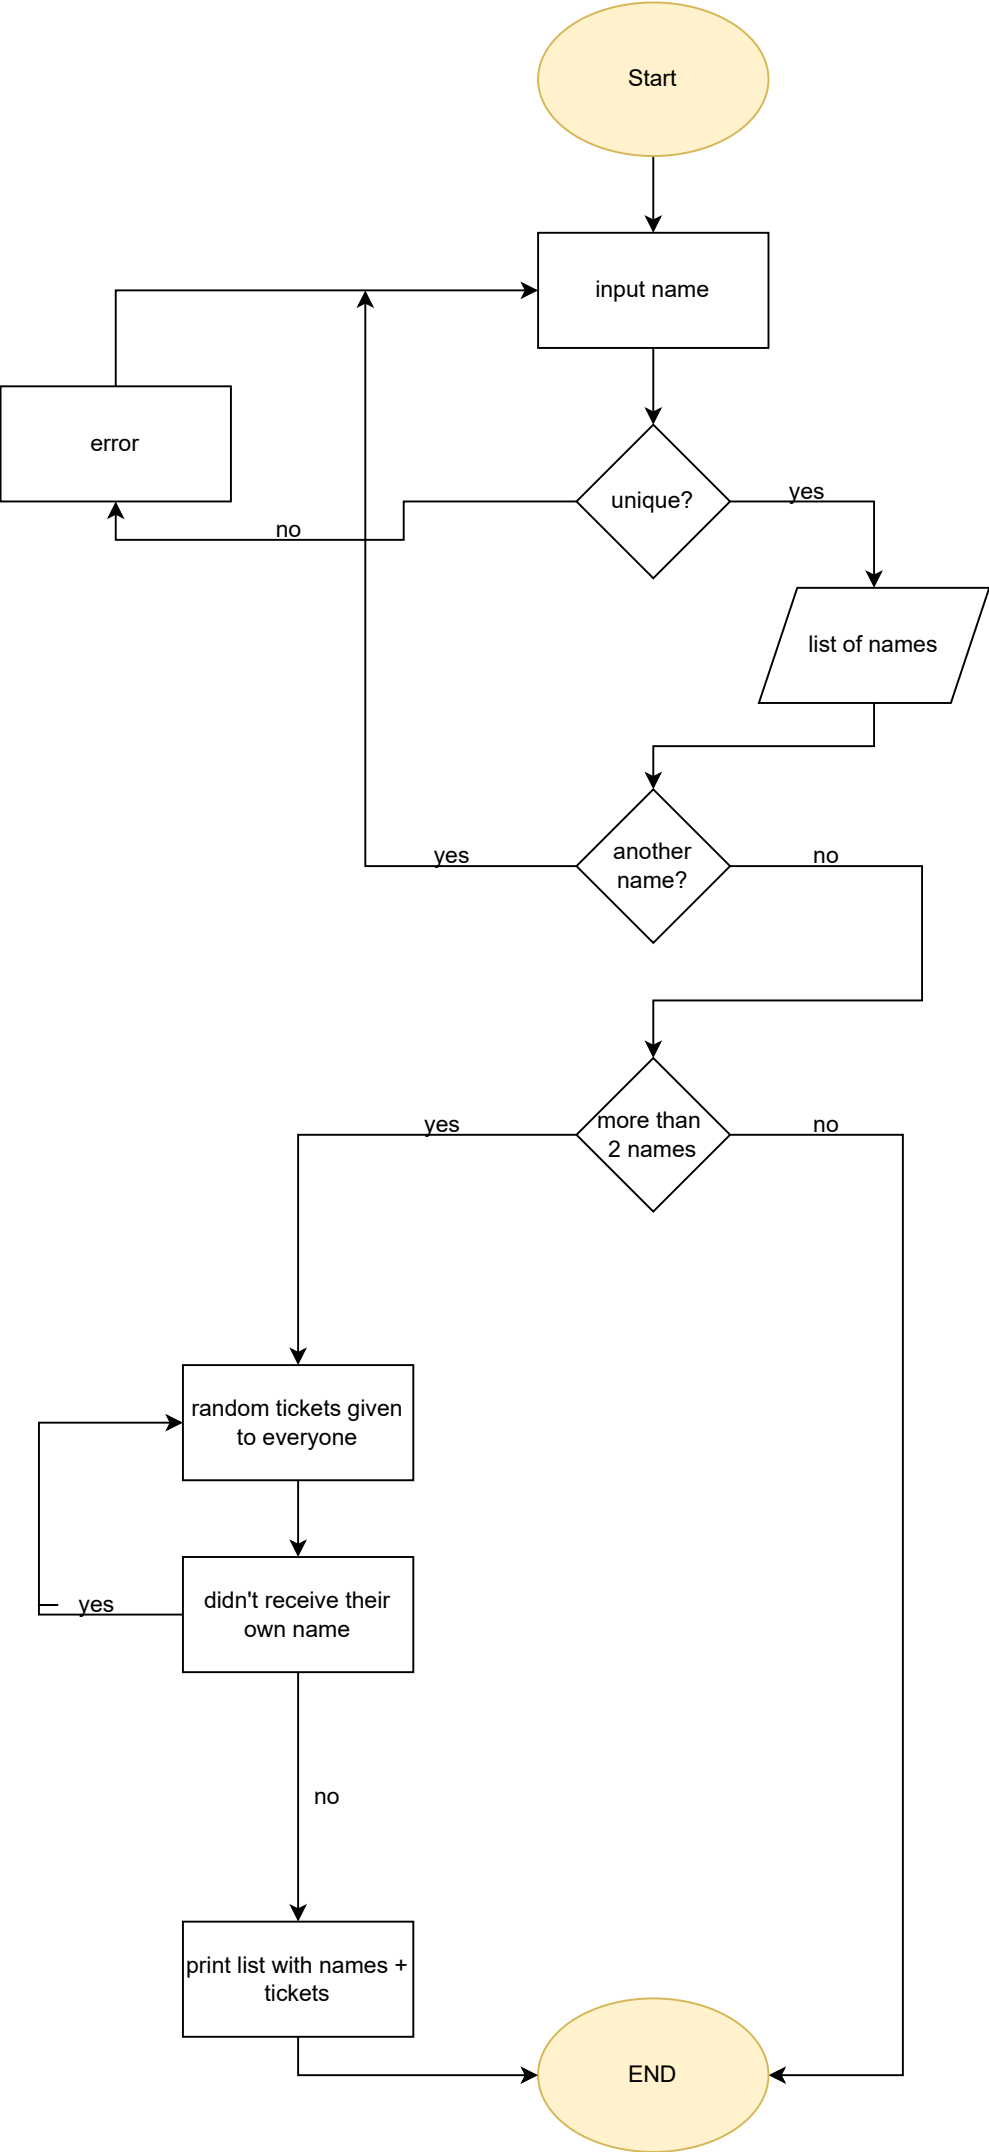 Start
input name
error
unique?
yes
no
list of names
another
name?
yes
no
more than
2 names
yes
no
random tickets given
to everyone
didn't receive their
own name
yes
no
print list with names +
tickets
END